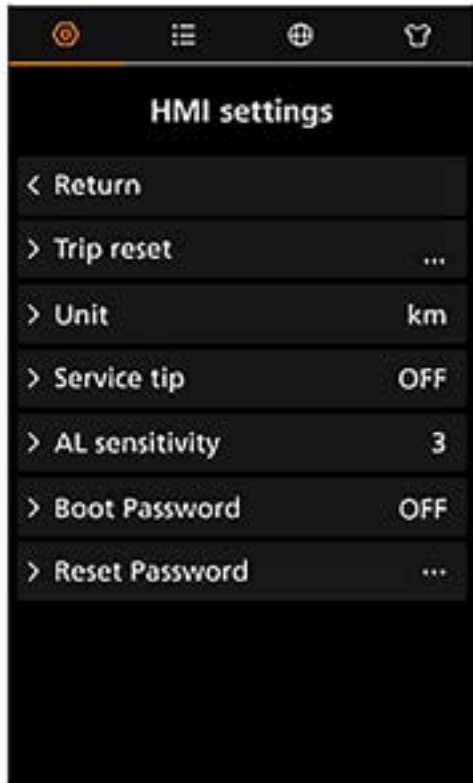 HMI settings
< Return
> Trip reset ...
> Unit km
> Service tip OFF
> AL sensitivity 3
> Boot Password OFF
> Reset Password ...